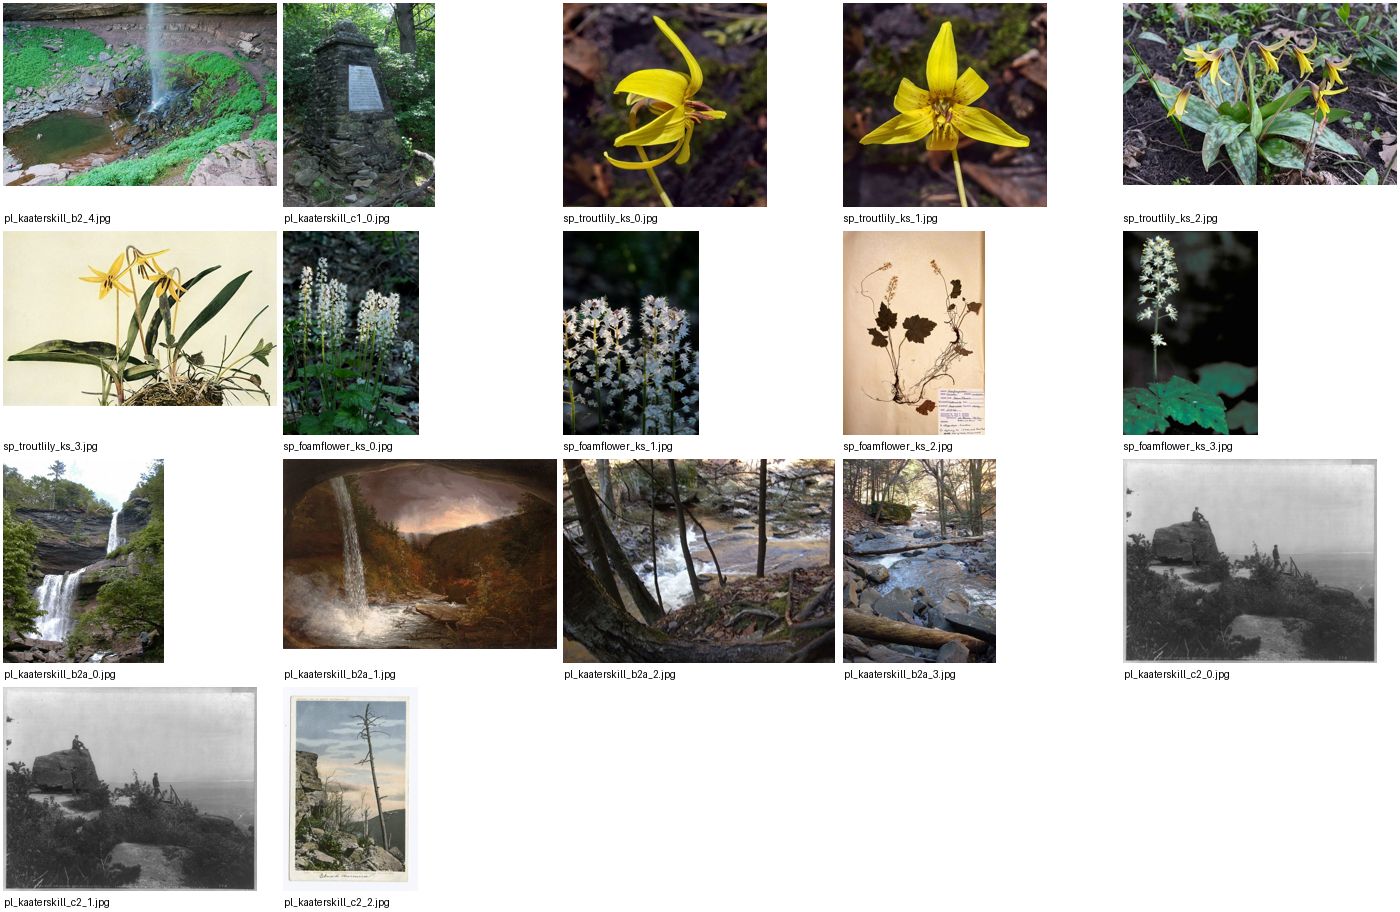 pl_kaaterskill_b2_4.jpg
pl_kaaterskill_c1_0.jpg
sp_troutlily_ks_0.jpg
sp_troutlily_ks_1.jpg
sp_troutlily_ks_2.jpg
sp_troutlily_ks_3.jpg
sp_foamflower_ks_0.jpg
sp_foamflower_ks_1.jpg
sp_foamflower_ks_2.jpg
sp_foamflower_ks_3.jpg
pl_kaaterskill_b2a_0.jpg
pl_kaaterskill_b2a_1.jpg
pl_kaaterskill_b2a_2.jpg
pl_kaaterskill_b2a_3.jpg
pl_kaaterskill_c2_0.jpg
pl_kaaterskill_c2_1.jpg
pl_kaaterskill_c2_2.jpg